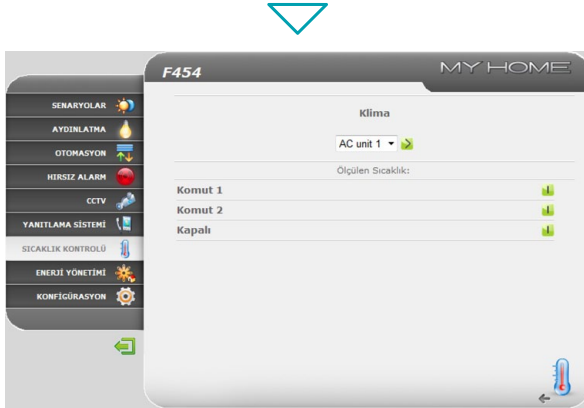 F454
MY HOME
SENARYOLAR
AYDINLATMA
OTOMASYON
HIRSIZ ALARM
CCTV
YANITLAMA SİSTEMİ
SICAKLIK KONTROLÜ
ENERJİ YÖNETİMİ
KONFİGÜRASYON
Klima
AC unit 1
Ölçülen Sıcaklık:
Komut 1
Komut 2
Kapalı